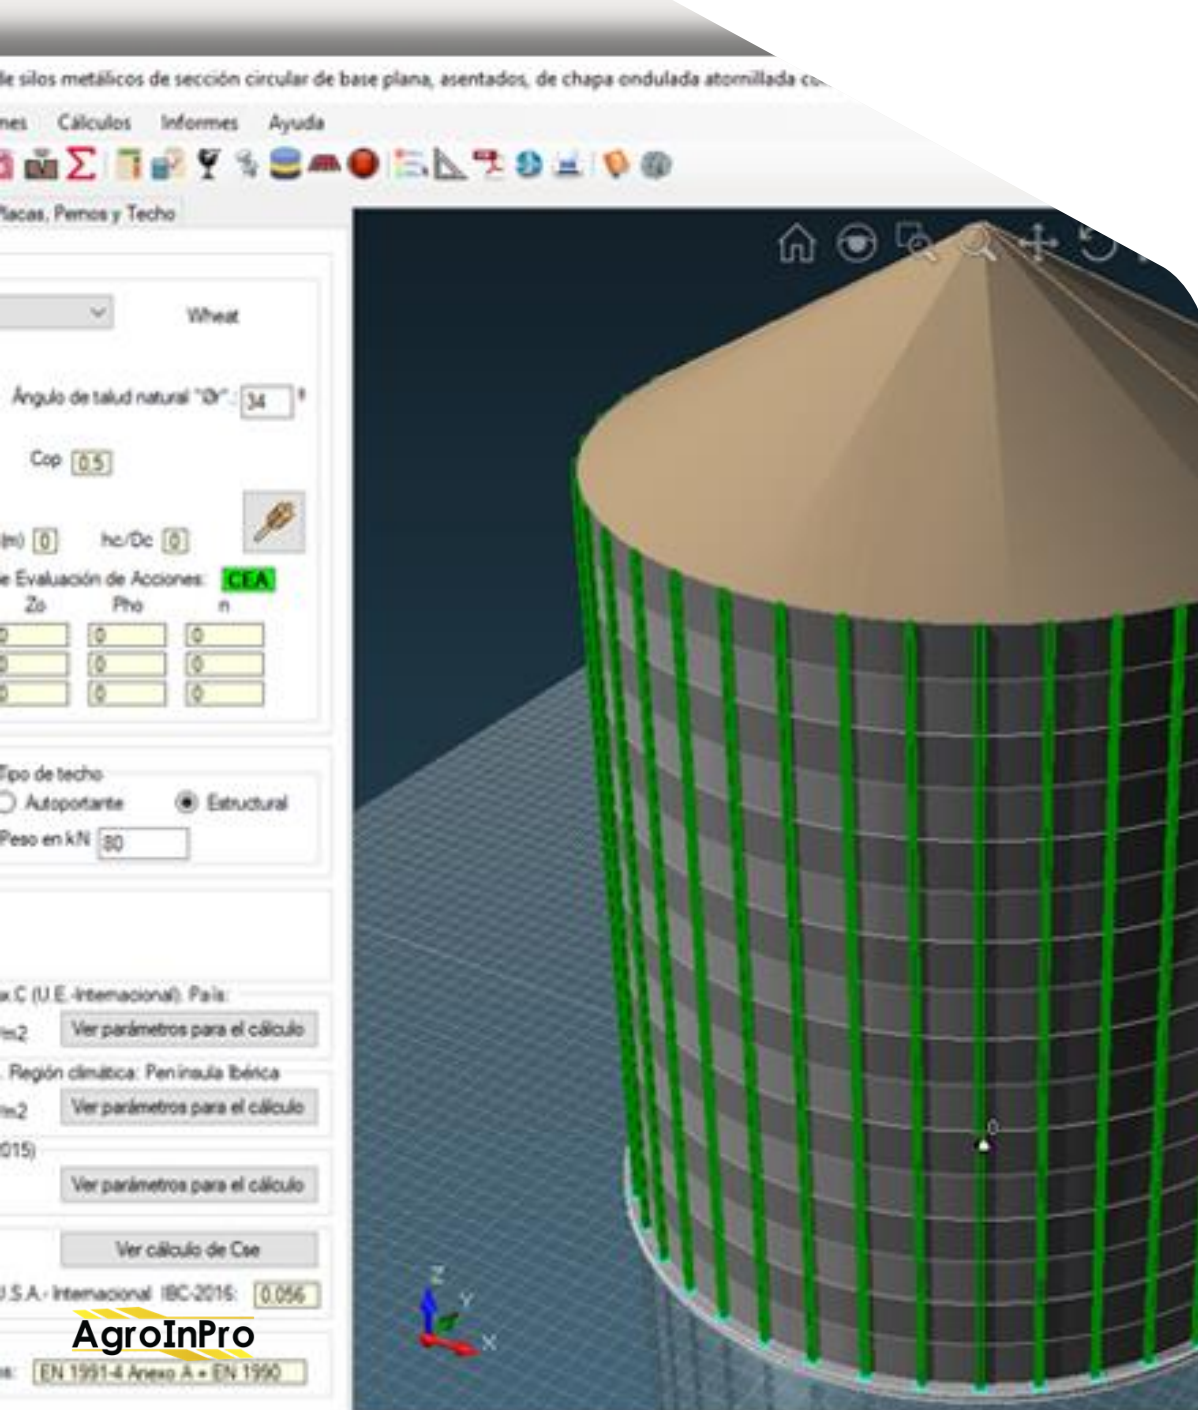 de silos metálicos de sección circular de base plana, asentados, de chapa ondulada atornillada
Cálculos Informes Ayuda
Placas, Pernos y Techo
Wheat
Ángulo de talud natural "Ør".: 34 º
Cop 0.5
(m) 0 hc/Dc 0
de Evaluación de Acciones: CEA
Zo Pho n
0 0 0
0 0 0
0 0 0
Tipo de techo
Autoportante Estructural
Peso en kN 80
C (U.E.-Internacional). País:
/m2 Ver parámetros para el cálculo
. Región climática: Península Ibérica
/m2 Ver parámetros para el cálculo
2015)
Ver parámetros para el cálculo
Ver cálculo de Cse
U.S.A.- Internacional IBC-2016: 0.056
AgroInPro
EN 1991-4 Anexo A + EN 1990
0
Z
Y
X